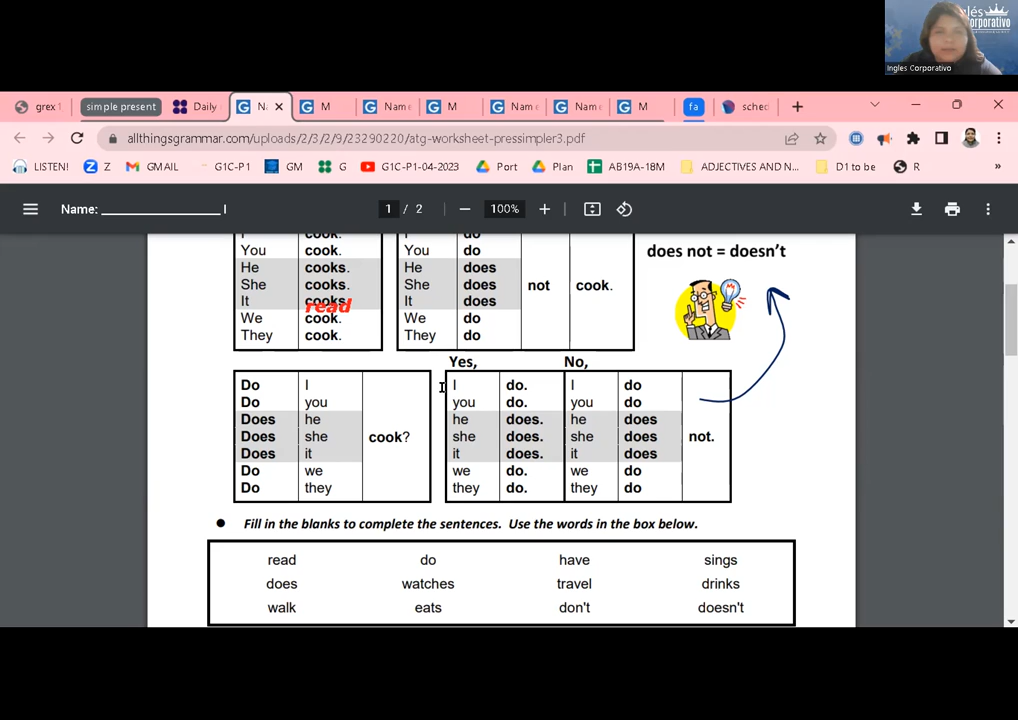 lés
orporativo
Ingles Corporativo
grex1
simple present
Daily
N
M
Name
M
Name
Name
M
fa
sched
allthingsgrammar.com/uploads/2/3/2/9/23290220/atg-worksheet-pressimpler3.pdf
LISTEN! Z GMAIL G1C-P1 GM G G1C-P1-04-2023 Port Plan AB19A-18M ADJECTIVES AND N... D1 to be R »
Name: ______________ I 1 / 2 100%
I cook. I do
You cook. You do
He cooks. He does
She cooks. She does not cook.
It cooks. It does
read
We cook. We do
They cook. They do
does not = doesn't
Yes, No,
Do I I do. I do
Do you you do. you do
Does he he does. he does
Does she cook? she does. she does not.
Does it it does. it does
Do we we do. we do
Do they they do. they do
Fill in the blanks to complete the sentences. Use the words in the box below.
read do have sings
does watches travel drinks
walk eats don't doesn't